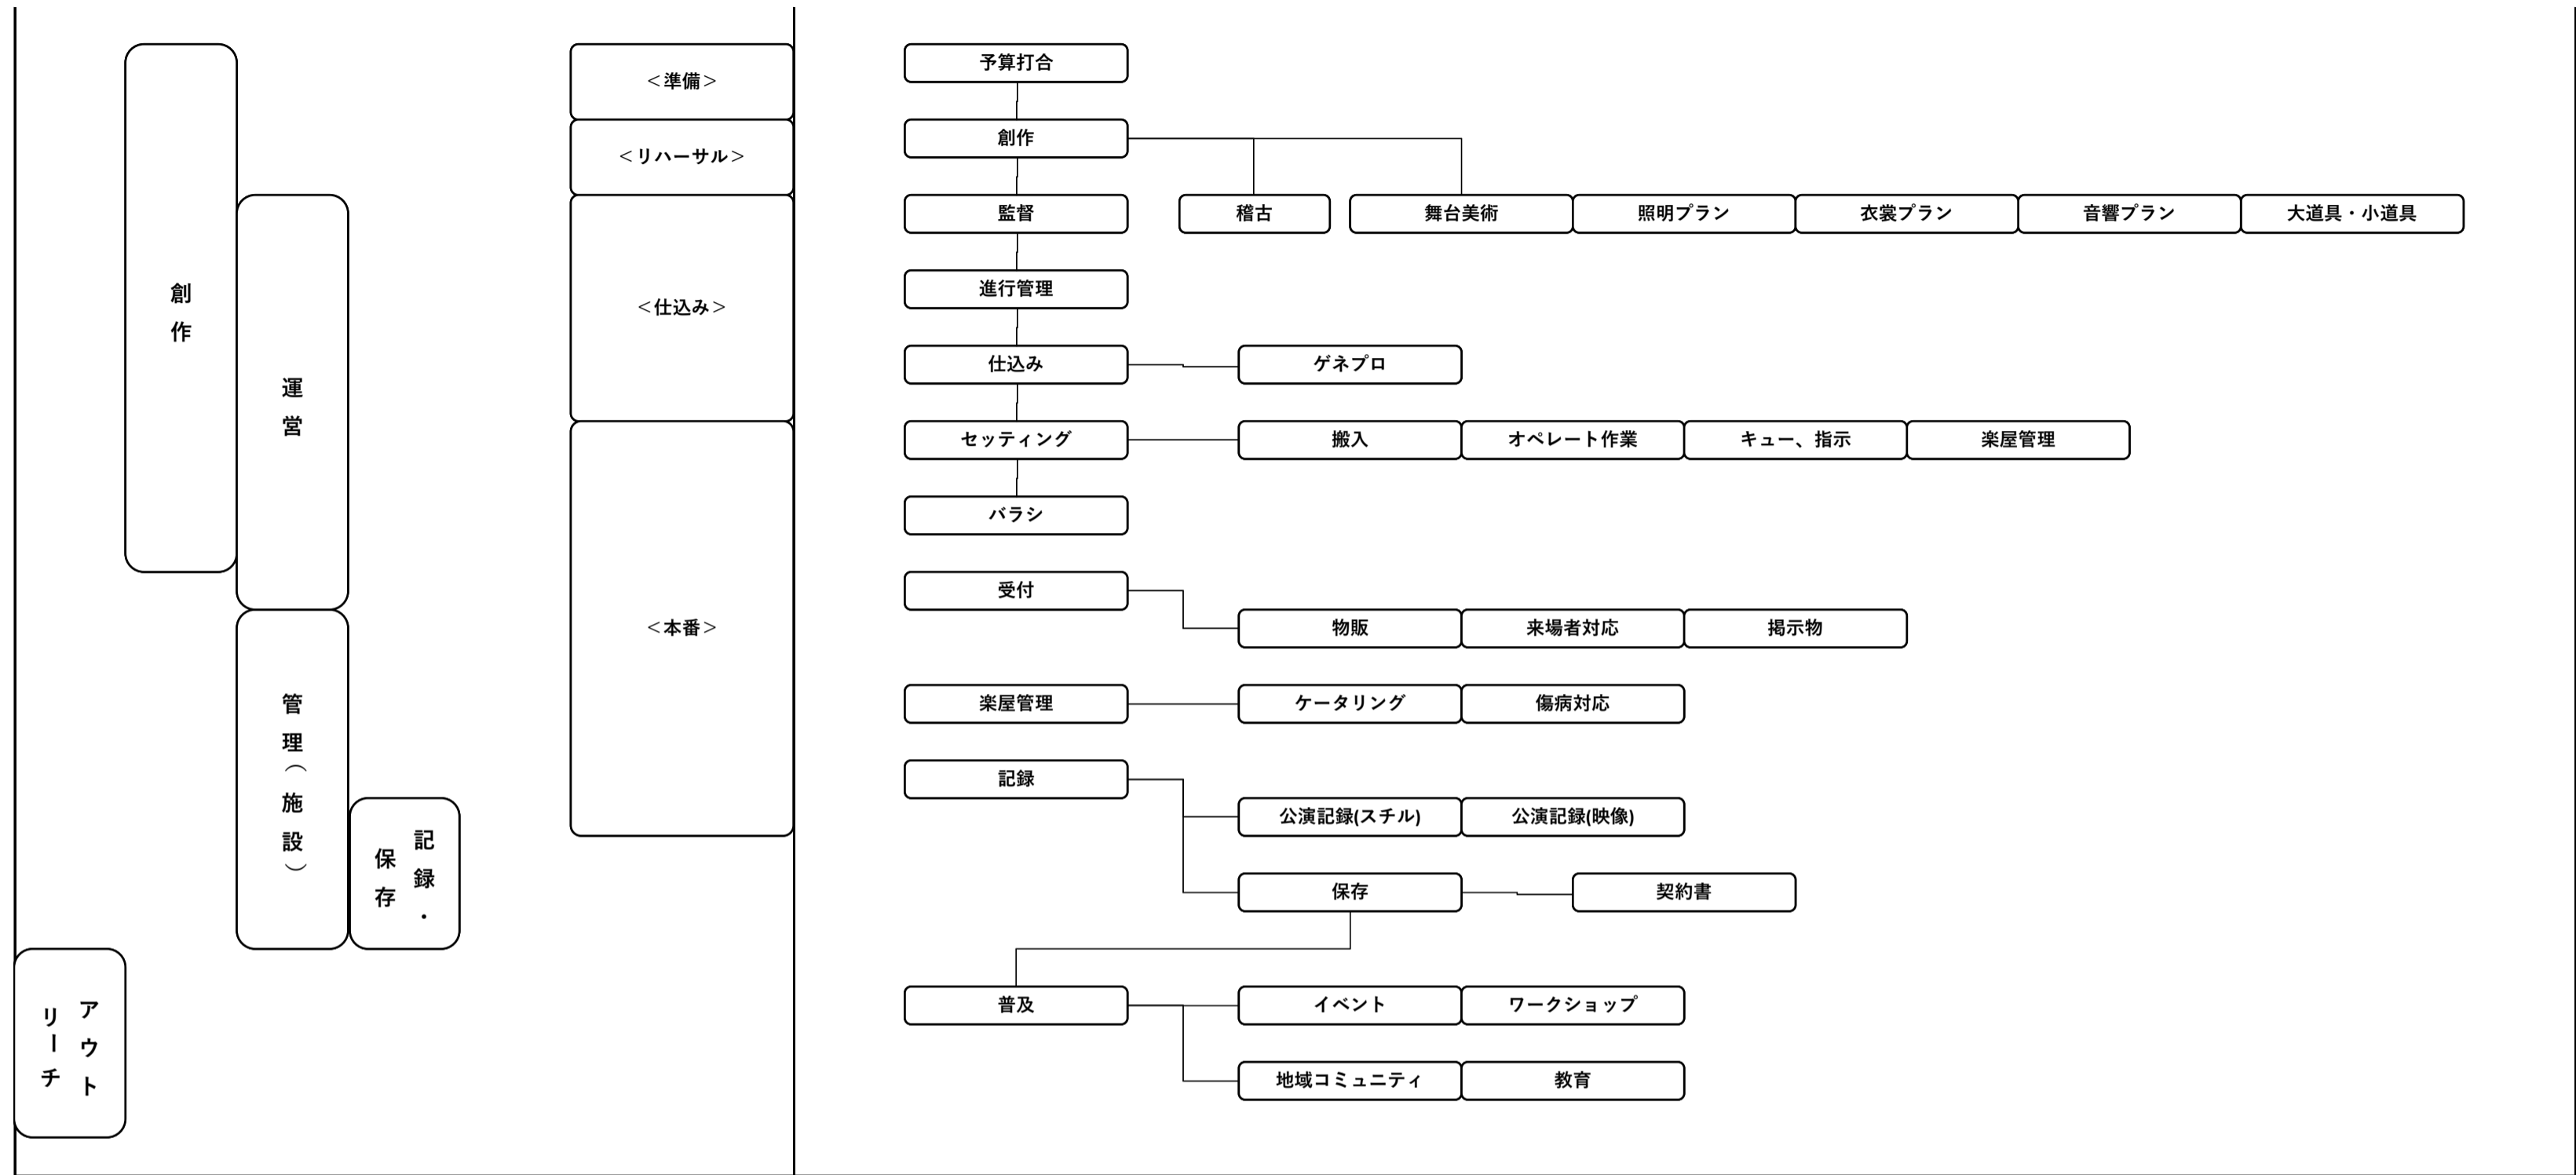 創作
運営
管理（施設）
記録・
保存
アウト
リーチ
＜準備＞
＜リハーサル＞
＜仕込み＞
＜本番＞
予算打合
創作
監督
稽古
舞台美術
照明プラン
衣裳プラン
音響プラン
大道具・小道具
進行管理
仕込み
ゲネプロ
セッティング
搬入
オペレート作業
キュー、指示
楽屋管理
バラシ
受付
物販
来場者対応
掲示物
楽屋管理
ケータリング
傷病対応
記録
公演記録(スチル)
公演記録(映像)
保存
契約書
普及
イベント
ワークショップ
地域コミュニティ
教育